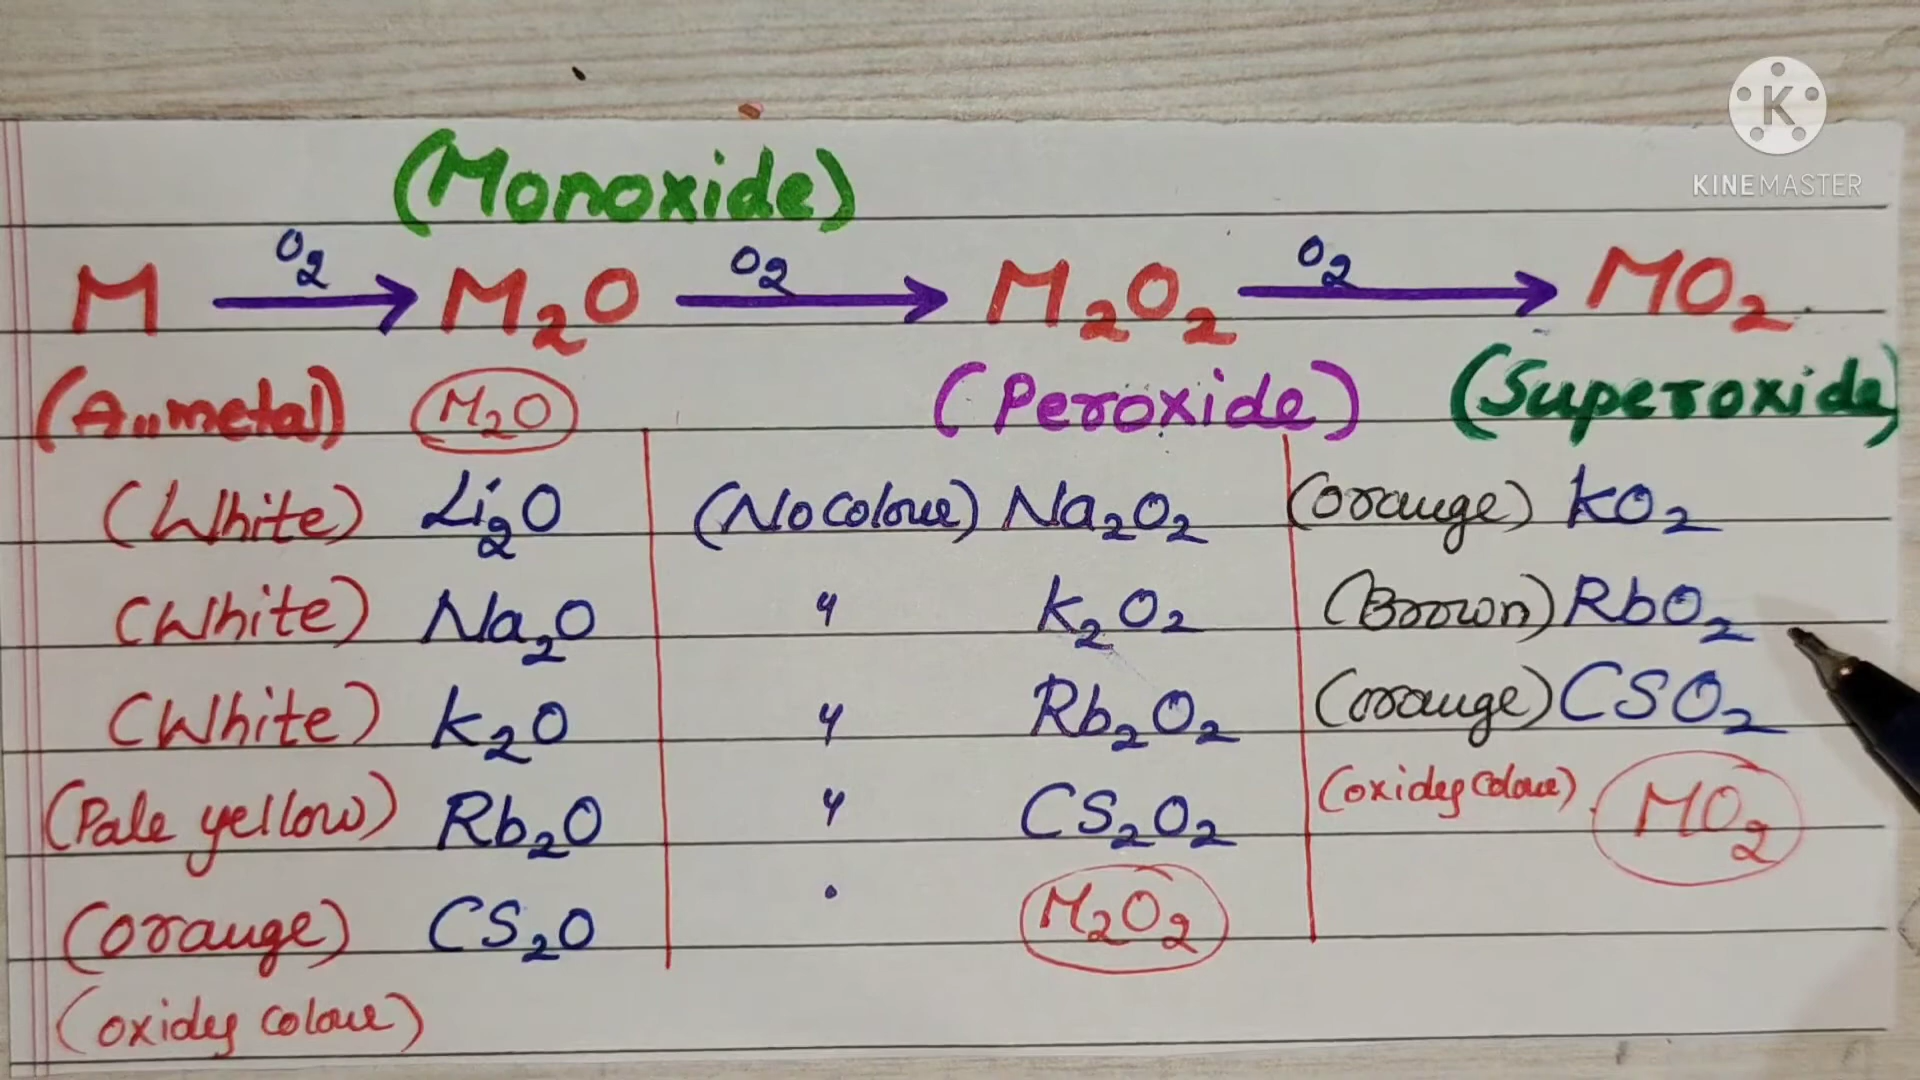 KINEMASTER
(Monoxide)
M O2 → M2O O2 → M2O2 O2 → MO2
(A.metal) M2O (Peroxide) (Superoxide)
(White) Li2O (No Colour) Na2O2 (orange) KO2
(White) Na2O " K2O2 (Brown) RbO2
(White) K2O " Rb2O2 (orange) CSO2
(Pale yellow) Rb2O " CS2O2 (oxides colour) MO2
(orange) CS2O M2O2
(oxides colour)